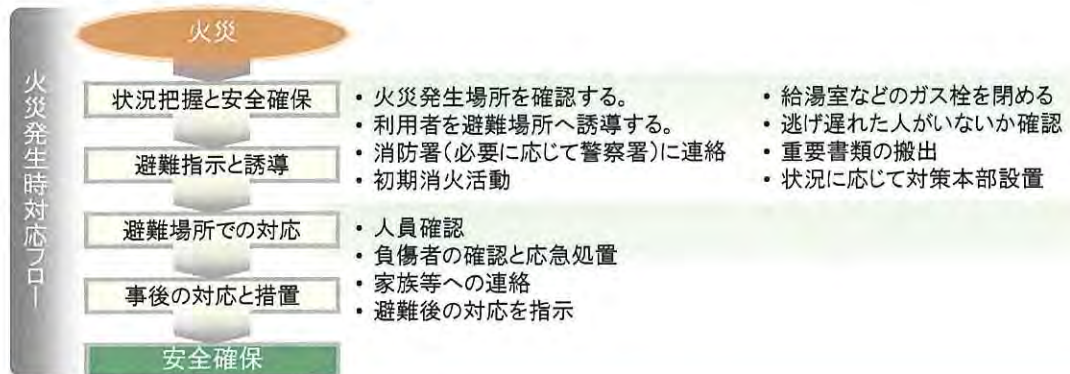 火災発生時対応フロー
火災
状況把握と安全確保
避難指示と誘導
避難場所での対応
事後の対応と措置
安全確保
・火災発生場所を確認する。
・利用者を避難場所へ誘導する。
・消防署(必要に応じて警察署)に連絡
・初期消火活動
・給湯室などのガス栓を閉める
・逃げ遅れた人がいないか確認
・重要書類の搬出
・状況に応じて対策本部設置
・人員確認
・負傷者の確認と応急処置
・家族等への連絡
・避難後の対応を指示